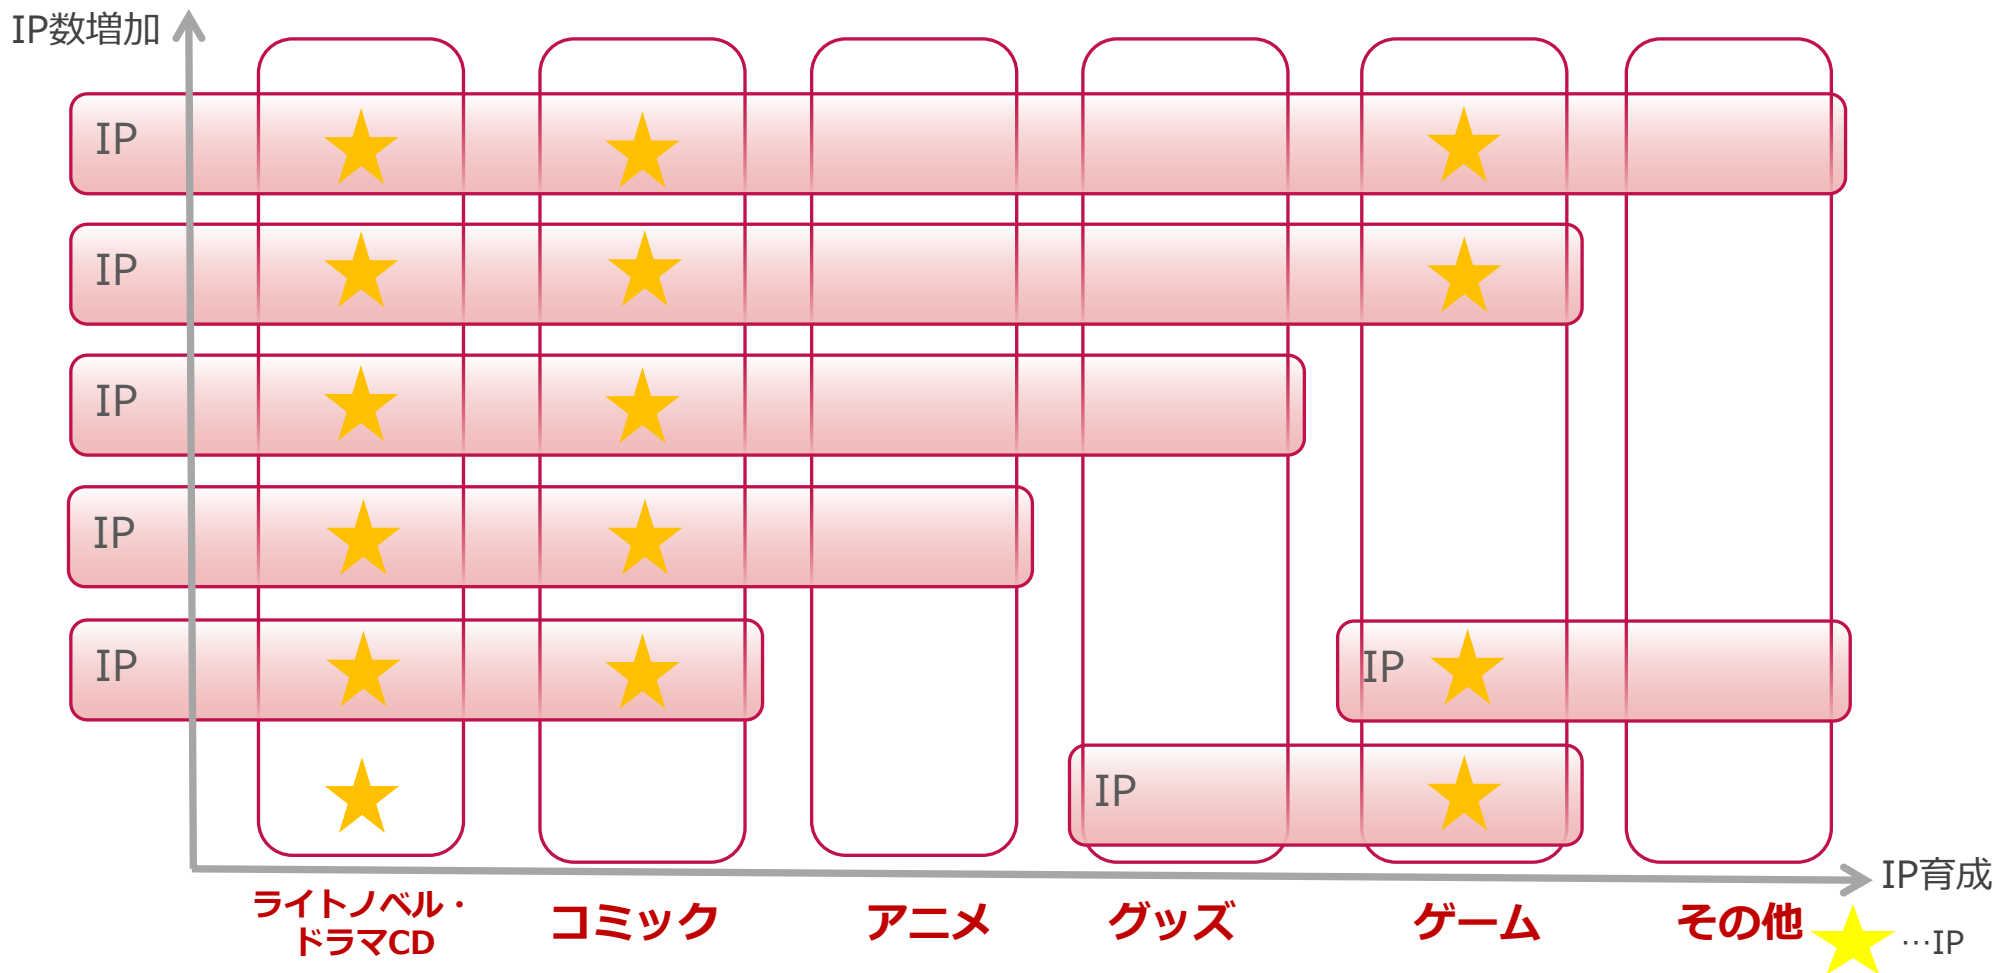 IP数増加
IP
IP
IP
IP
IP
IP
IP
IP育成
ライトノベル・
ドラマCD
コミック
アニメ
グッズ
ゲーム
その他
…IP